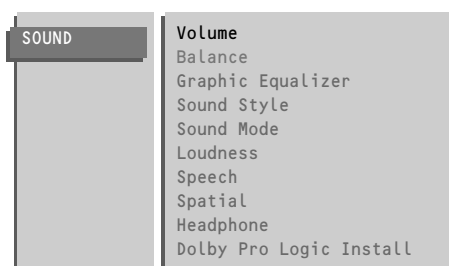 SOUND
Volume
Balance
Graphic Equalizer
Sound Style
Sound Mode
Loudness
Speech
Spatial
Headphone
Dolby Pro Logic Install